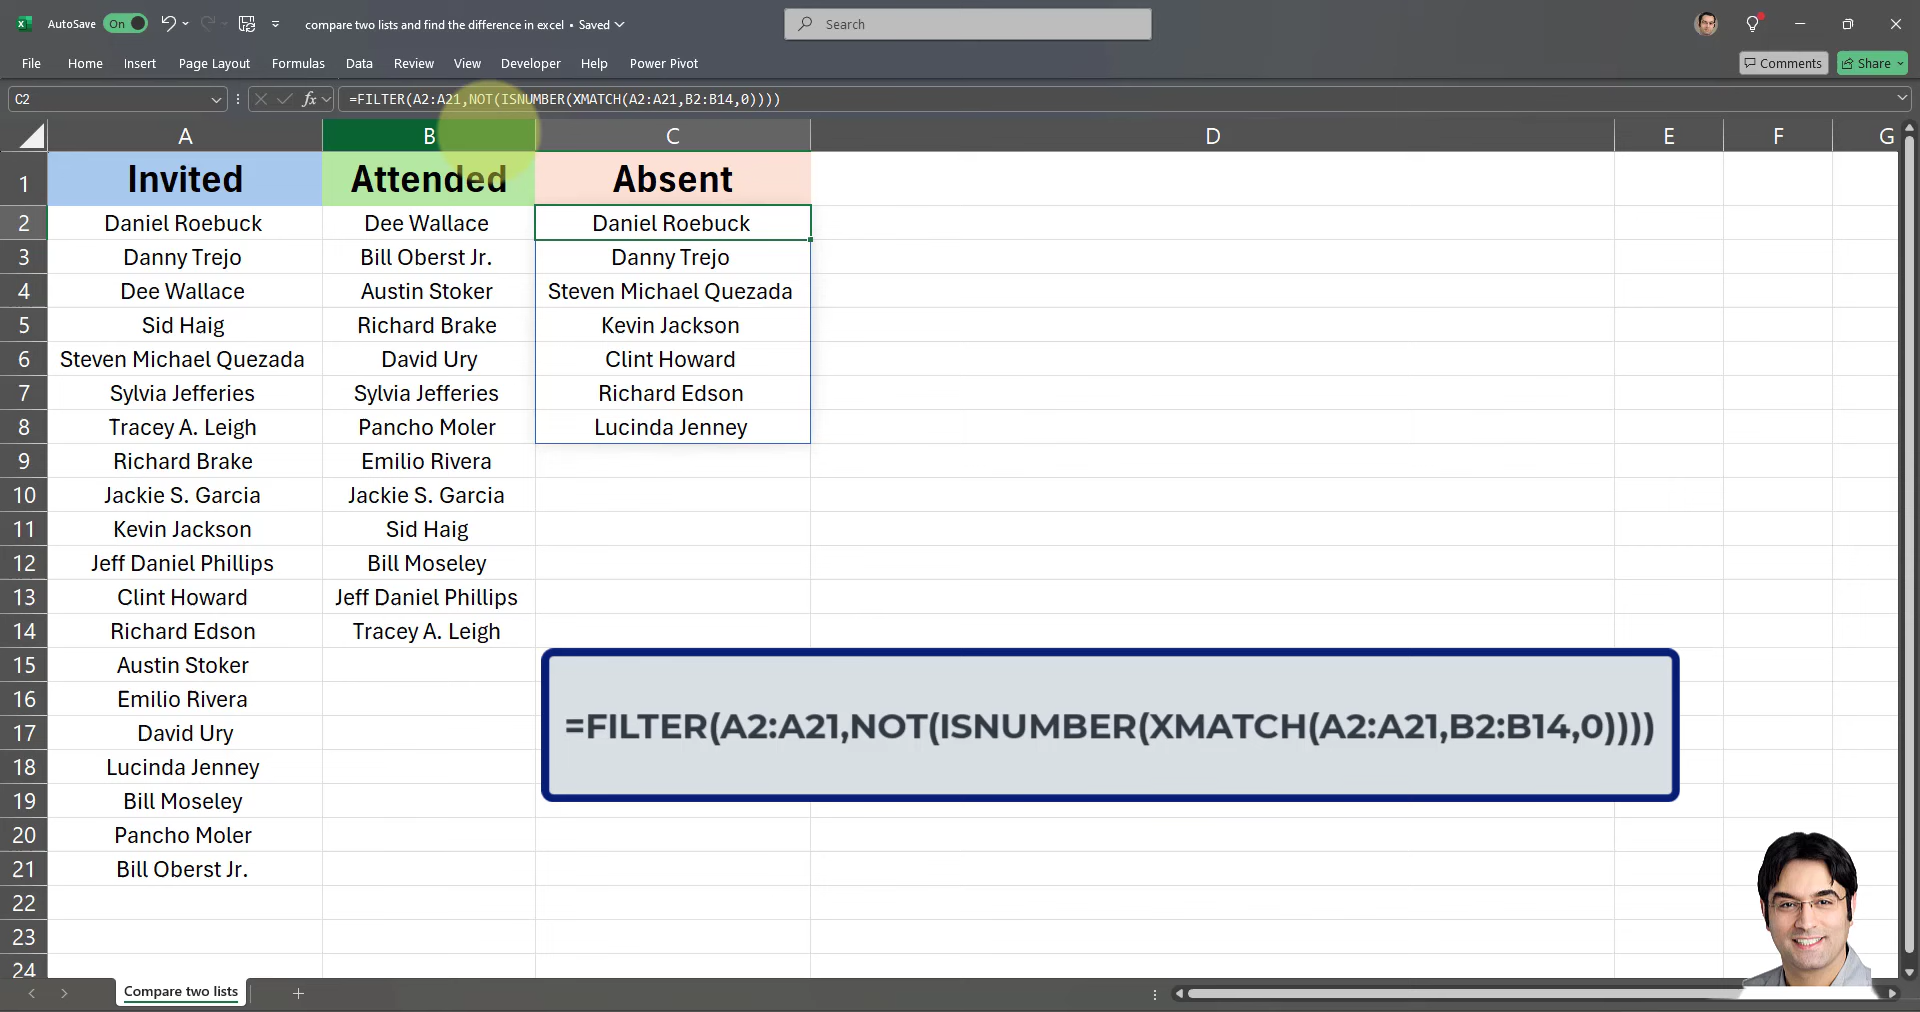 AutoSave On compare two lists and find the difference in excel • Saved Search
File Home Insert Page Layout Formulas Data Review View Developer Help Power Pivot Comments Share
C2 fx =FILTER(A2:A21,NOT(ISNUMBER(XMATCH(A2:A21,B2:B14,0))))
A B C D E F G
1 Invited Attended Absent
2 Daniel Roebuck Dee Wallace Daniel Roebuck
3 Danny Trejo Bill Oberst Jr. Danny Trejo
4 Dee Wallace Austin Stoker Steven Michael Quezada
5 Sid Haig Richard Brake Kevin Jackson
6 Steven Michael Quezada David Ury Clint Howard
7 Sylvia Jefferies Sylvia Jefferies Richard Edson
8 Tracey A. Leigh Pancho Moler Lucinda Jenney
9 Richard Brake Emilio Rivera
10 Jackie S. Garcia Jackie S. Garcia
11 Kevin Jackson Sid Haig
12 Jeff Daniel Phillips Bill Moseley
13 Clint Howard Jeff Daniel Phillips
14 Richard Edson Tracey A. Leigh
15 Austin Stoker
16 Emilio Rivera
17 David Ury
=FILTER(A2:A21,NOT(ISNUMBER(XMATCH(A2:A21,B2:B14,0))))
18 Lucinda Jenney
19 Bill Moseley
20 Pancho Moler
21 Bill Oberst Jr.
22
23
24
Compare two lists